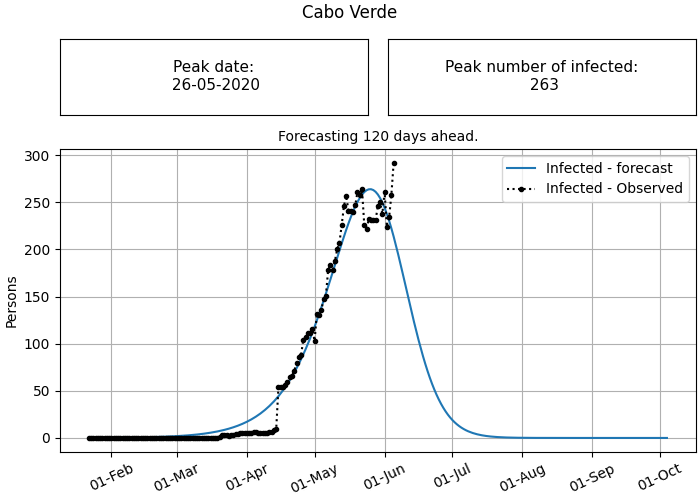 Cabo Verde
Peak date:
26-05-2020
Peak number of infected:
263
Forecasting 120 days ahead.
Infected - forecast
Infected - Observed
Persons
300
250
200
150
100
50
0
01-Feb
01-Mar
01-Apr
01-May
01-Jun
01-Jul
01-Aug
01-Sep
01-Oct